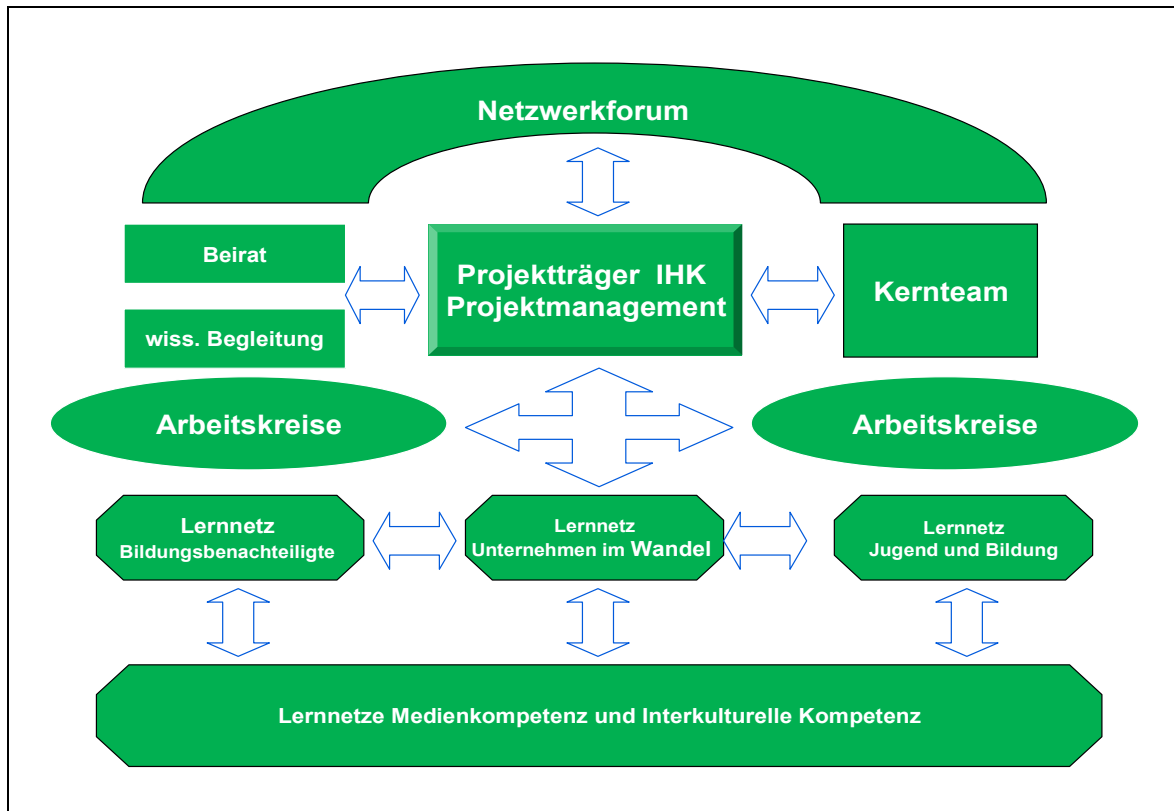 Netzwerkforum
Beirat
wiss. Begleitung
Projektträger IHK
Projektmanagement
Kernteam
Arbeitskreise
Arbeitskreise
Lernnetz
Bildungsbenachteiligte
Lernnetz
Unternehmen im Wandel
Lernnetz
Jugend und Bildung
Lernnetze Medienkompetenz und Interkulturelle Kompetenz